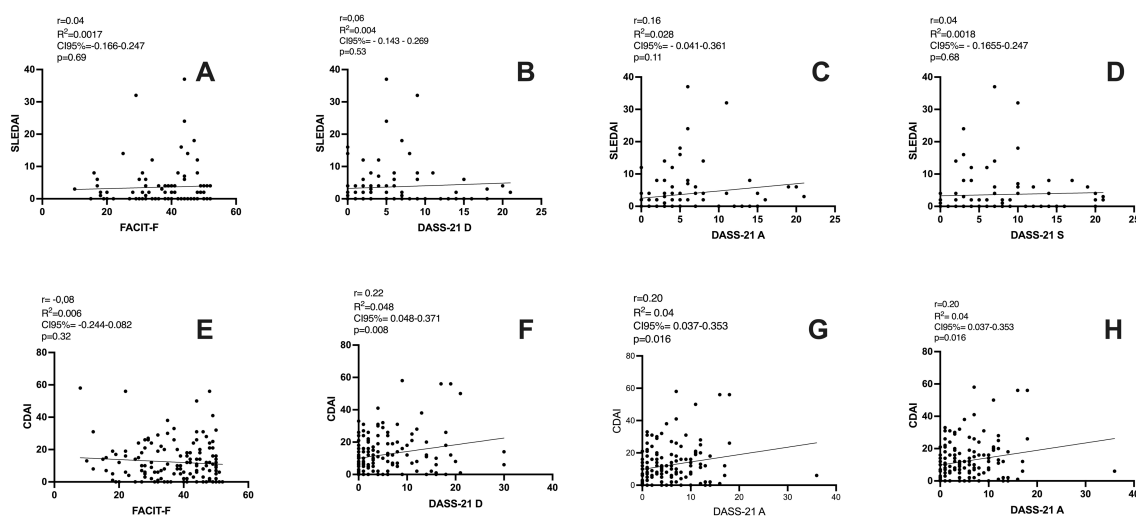 r=0.04
R²=0.0017
CI95%=-0.166-0.247
p=0.69
A
SLEDAI
40
30
20
10
0
0 20 40 60
FACIT-F
r=0,06
R²=0.004
CI95%= - 0.143 - 0.269
p=0.53
B
SLEDAI
40
30
20
10
0
0 5 10 15 20 25
DASS-21 D
r=0.16
R²=0.028
CI95%= - 0.041-0.361
p=0.11
C
SLEDAI
40
30
20
10
0
0 5 10 15 20 25
DASS-21 A
r=0.04
R²=0.0018
CI95%= - 0.1655-0.247
p=0.68
D
SLEDAI
40
30
20
10
0
0 5 10 15 20 25
DASS-21 S
r= -0,08
R²=0.006
CI95%= -0.244-0.082
p=0.32
E
CDAI
80
60
40
20
0
0 20 40 60
FACIT-F
r= 0.22
R²=0.048
CI95%= 0.048-0.371
p=0.008
F
CDAI
80
60
40
20
0
0 10 20 30 40
DASS-21 D
r=0.20
R²= 0.04
CI95%= 0.037-0.353
p=0.016
G
CDAI
80
60
40
20
0
0 10 20 30 40
DASS-21 A
r=0.20
R²= 0.04
CI95%= 0.037-0.353
p=0.016
H
CDAI
80
60
40
20
0
0 10 20 30 40
DASS-21 A